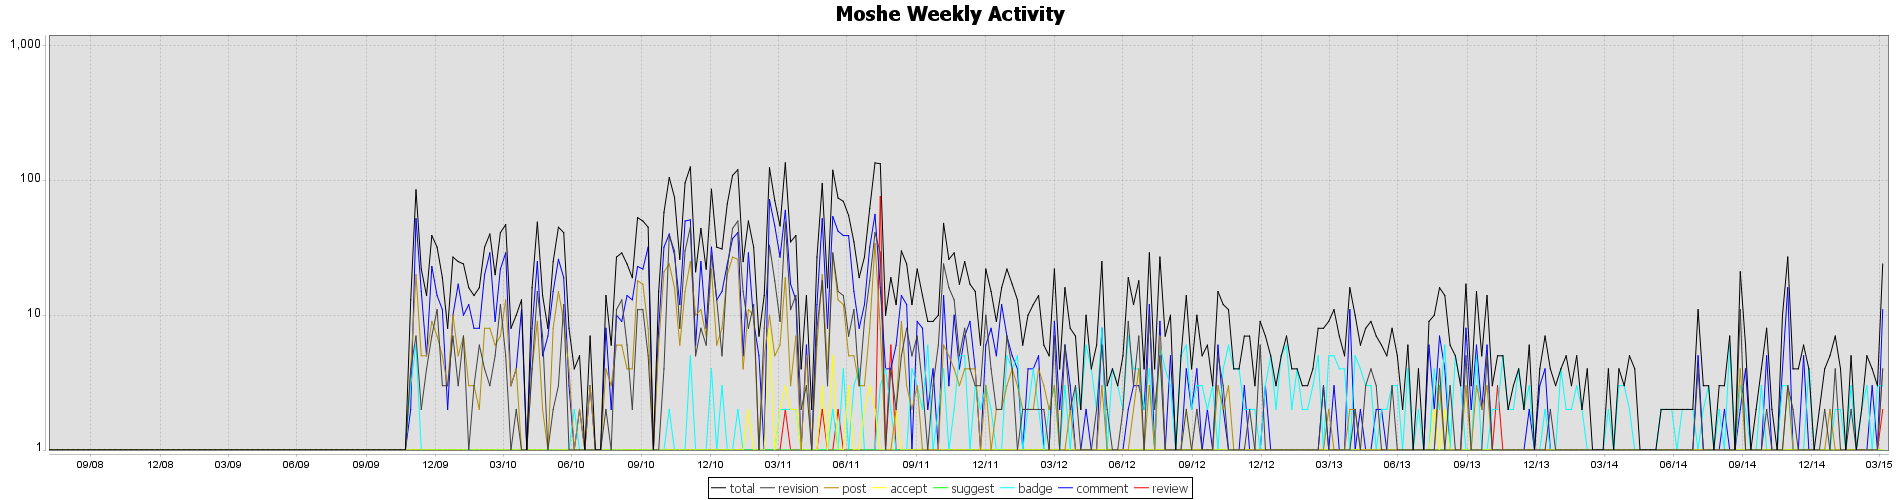 Moshe Weekly Activity
1,000
100
10
1
09/08 12/08 03/09 06/09 09/09 12/09 03/10 06/10 09/10 12/10 03/11 06/11 09/11 12/11 03/12 06/12 09/12 12/12 03/13 06/13 09/13 12/13 03/14 06/14 09/14 12/14 03/15
total revision post accept suggest badge comment review